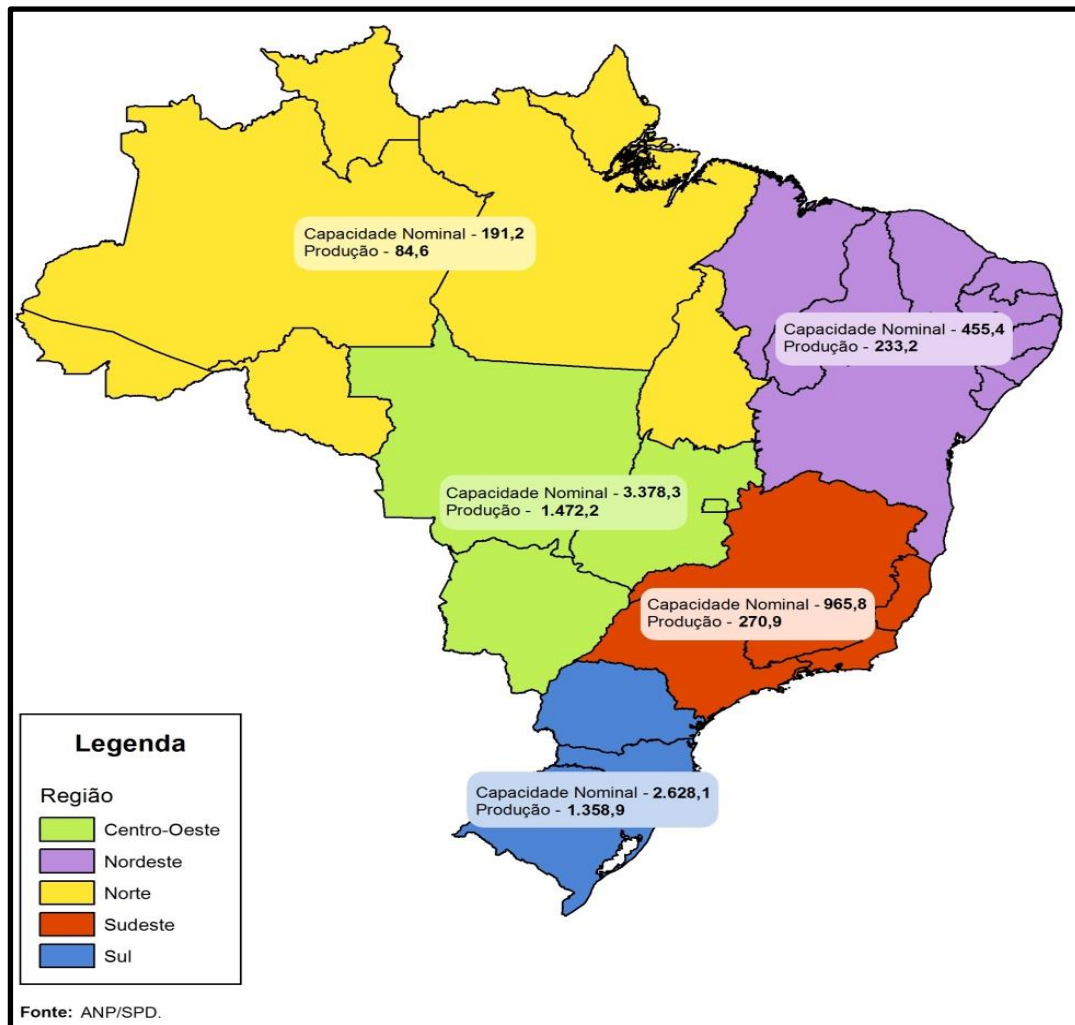 Capacidade Nominal - 191,2
Produção - 84,6
Capacidade Nominal - 455,4
Produção - 233,2
Capacidade Nominal - 3.378,3
Produção - 1.472,2
Capacidade Nominal - 965,8
Produção - 270,9
Capacidade Nominal - 2.628,1
Produção - 1.358,9
Legenda
Região
Centro-Oeste
Nordeste
Norte
Sudeste
Sul
Fonte: ANP/SPD.